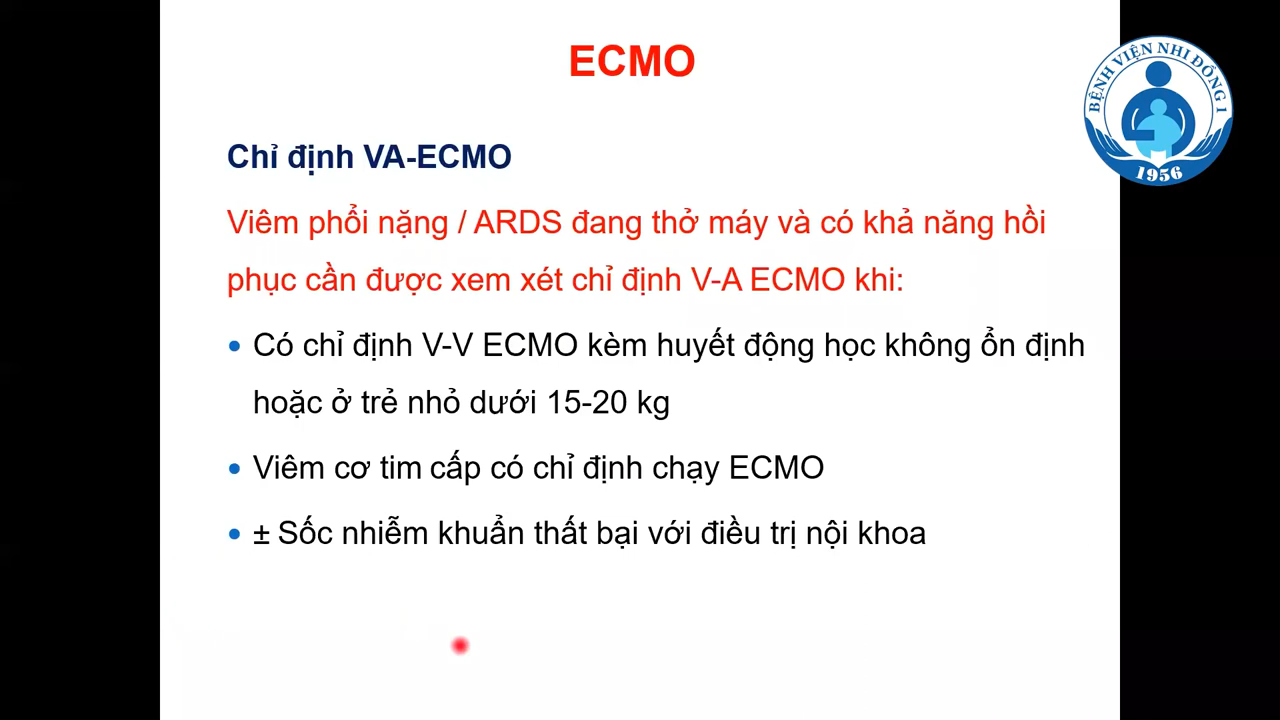 ECMO
BỆNH VIỆN NHI ĐỒNG 1
1956
Chỉ định VA-ECMO
Viêm phổi nặng / ARDS đang thở máy và có khả năng hồi
phục cần được xem xét chỉ định V-A ECMO khi:
• Có chỉ định V-V ECMO kèm huyết động học không ổn định
hoặc ở trẻ nhỏ dưới 15-20 kg
• Viêm cơ tim cấp có chỉ định chạy ECMO
• ± Sốc nhiễm khuẩn thất bại với điều trị nội khoa